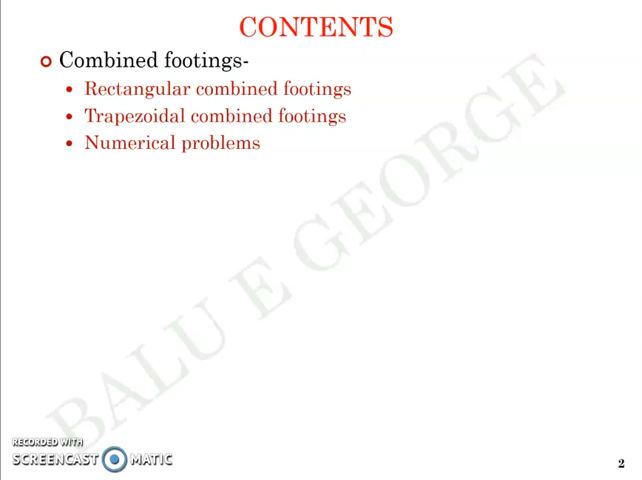 CONTENTS
Combined footings-
Rectangular combined footings
Trapezoidal combined footings
Numerical problems
BALU E GEORGE
RECORDED WITH
SCREENCAST MATIC
2